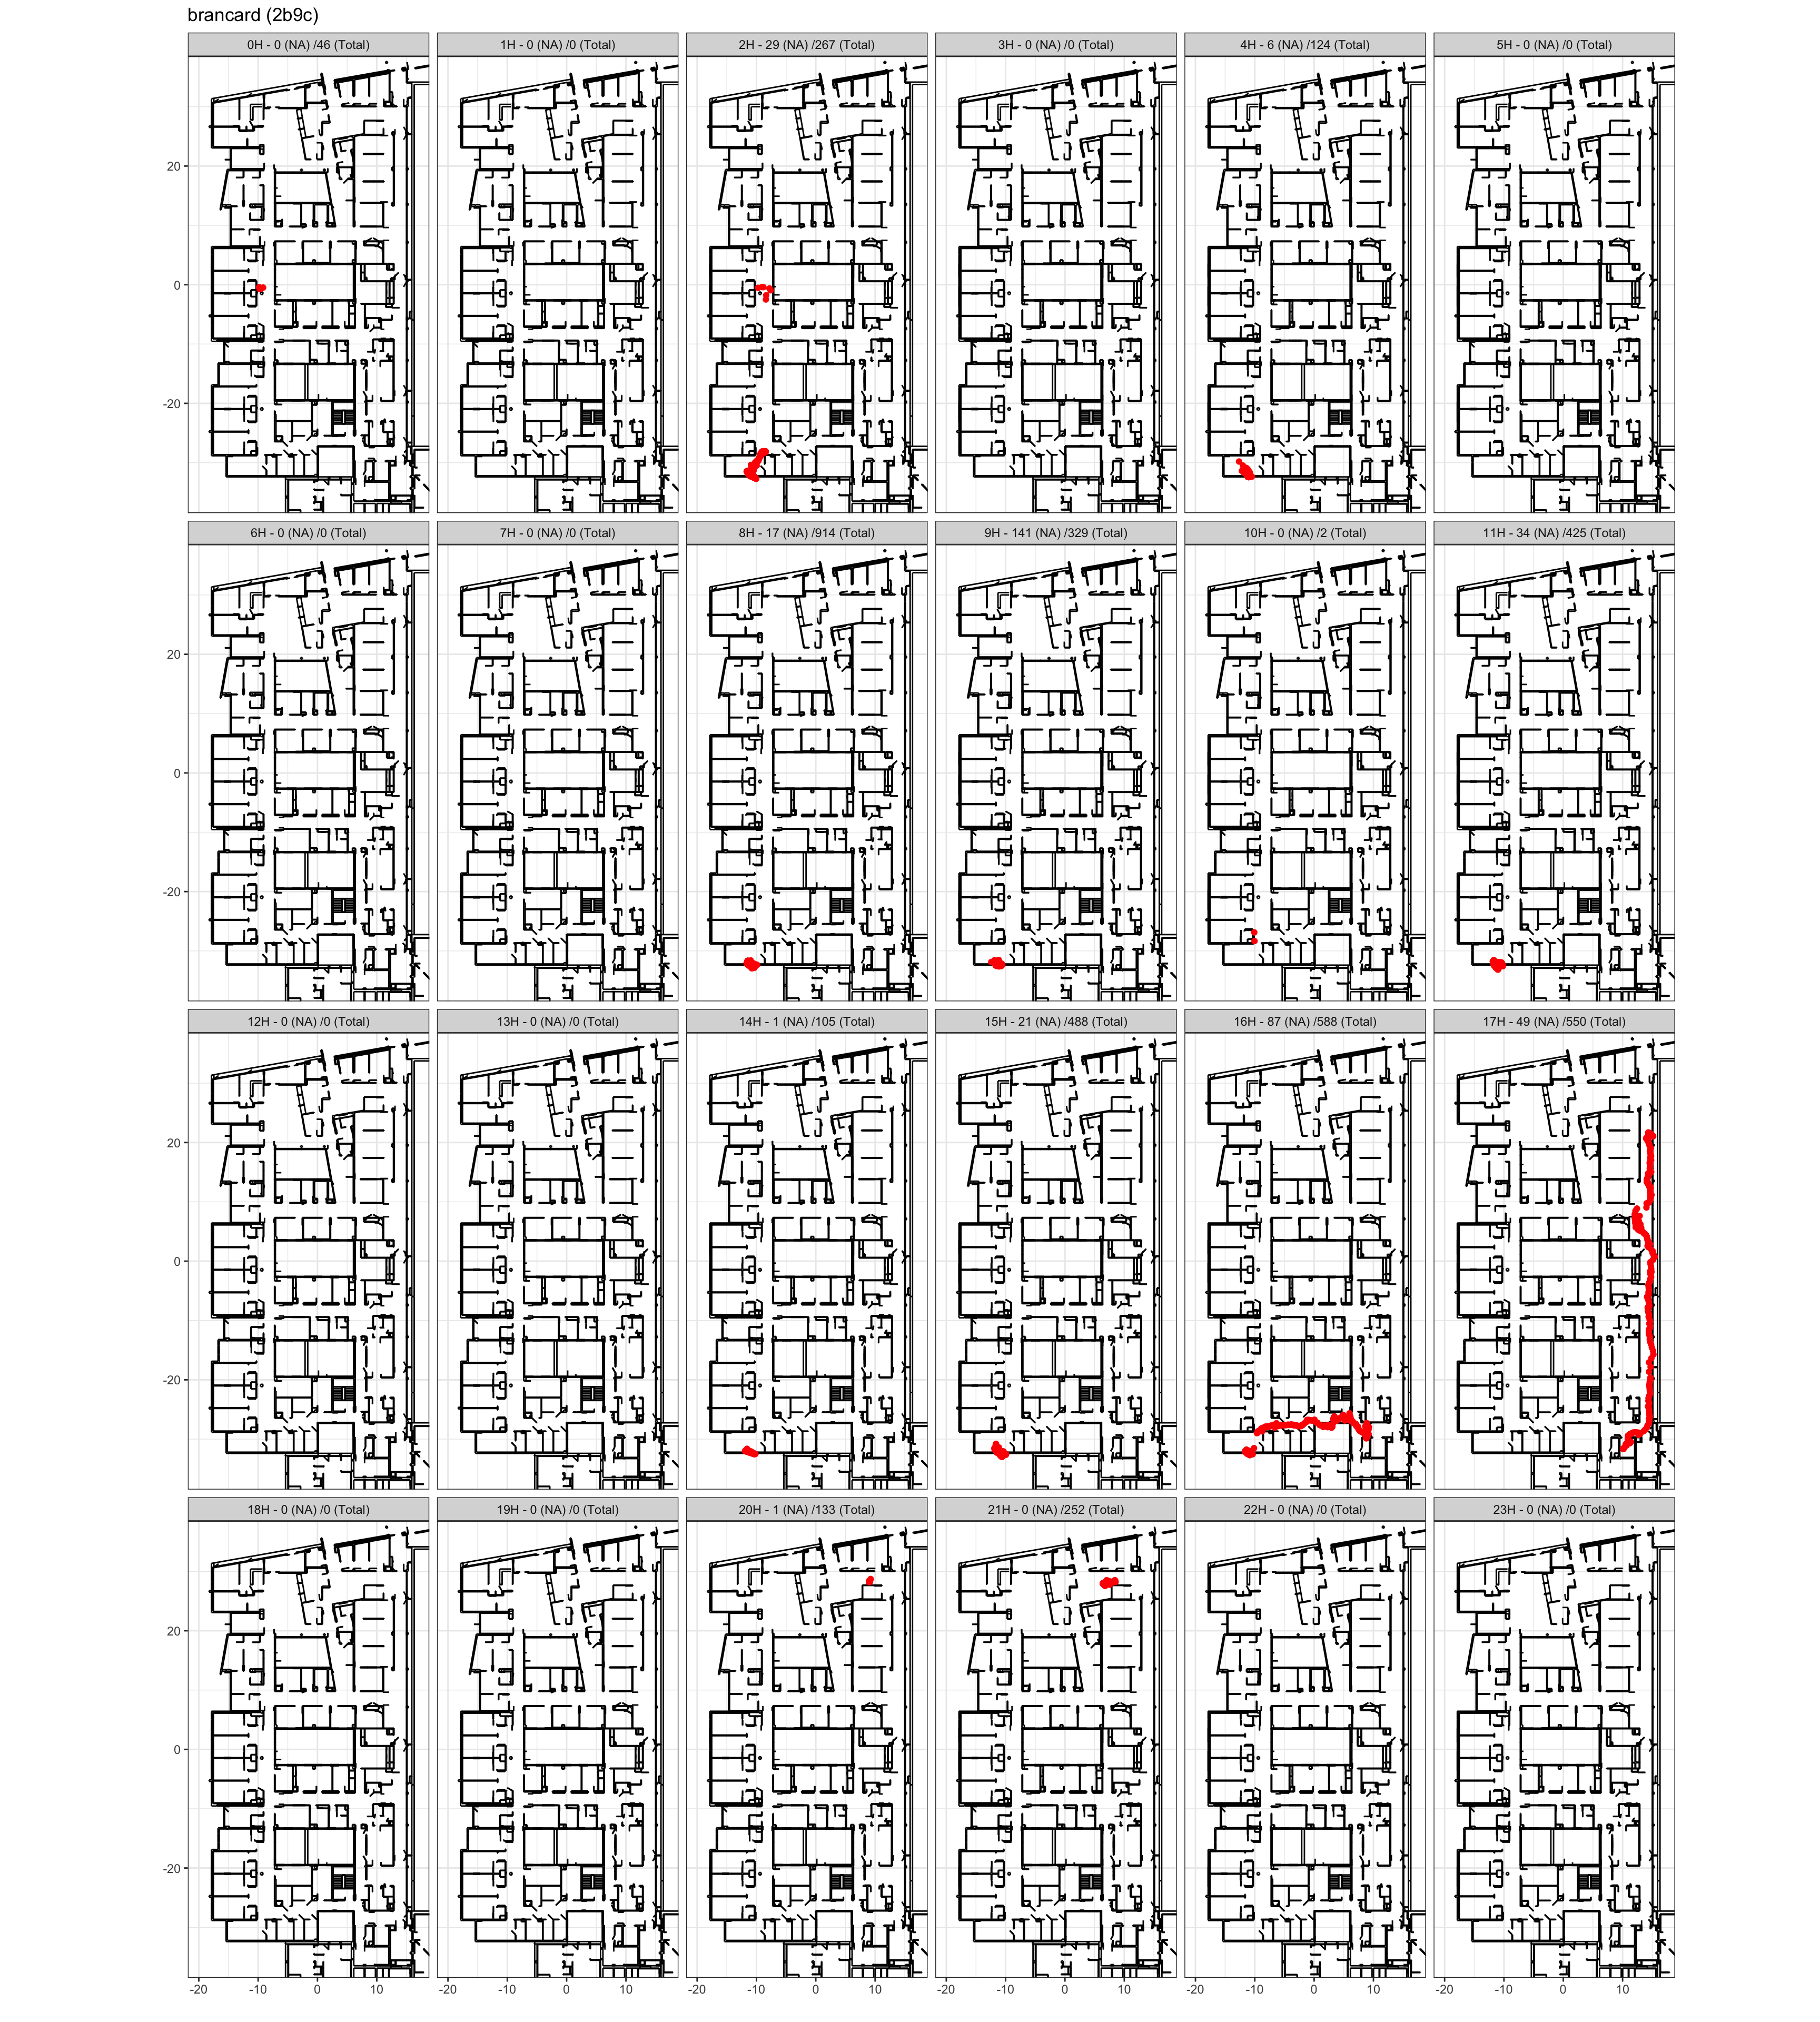 brancard (2b9c)
0H - 0 (NA) /46 (Total) 1H - 0 (NA) /0 (Total) 2H - 29 (NA) /267 (Total) 3H - 0 (NA) /0 (Total) 4H - 6 (NA) /124 (Total) 5H - 0 (NA) /0 (Total)
20
0
-20
6H - 0 (NA) /0 (Total) 7H - 0 (NA) /0 (Total) 8H - 17 (NA) /914 (Total) 9H - 141 (NA) /329 (Total) 10H - 0 (NA) /2 (Total) 11H - 34 (NA) /425 (Total)
20
0
-20
12H - 0 (NA) /0 (Total) 13H - 0 (NA) /0 (Total) 14H - 1 (NA) /105 (Total) 15H - 21 (NA) /488 (Total) 16H - 87 (NA) /588 (Total) 17H - 49 (NA) /550 (Total)
20
0
-20
18H - 0 (NA) /0 (Total) 19H - 0 (NA) /0 (Total) 20H - 1 (NA) /133 (Total) 21H - 0 (NA) /252 (Total) 22H - 0 (NA) /0 (Total) 23H - 0 (NA) /0 (Total)
20
0
-20
-20 -10 0 10 -20 -10 0 10 -20 -10 0 10 -20 -10 0 10 -20 -10 0 10 -20 -10 0 10